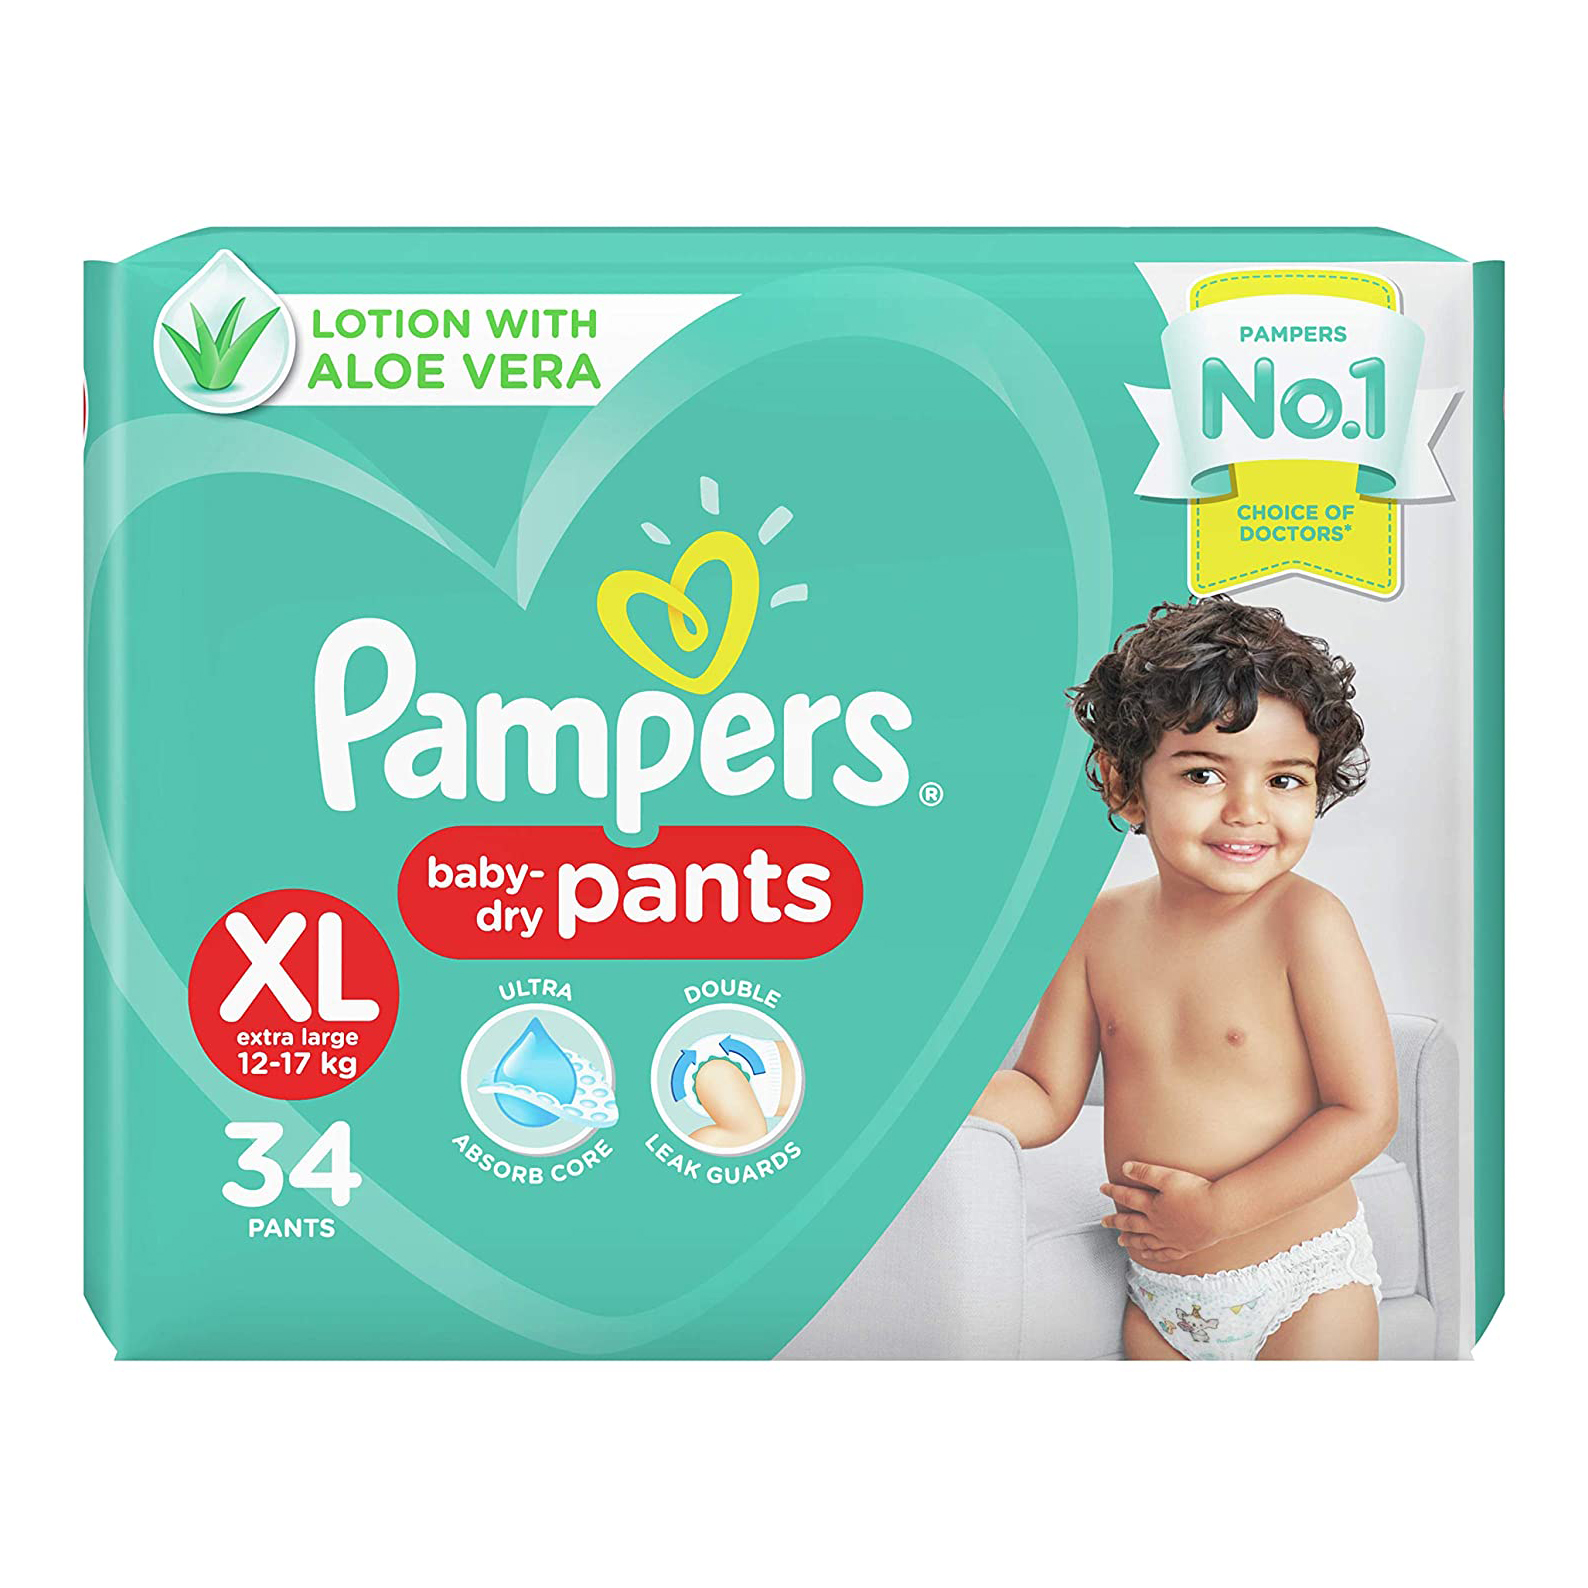 LOTION WITH
ALOE VERA
PAMPERS
No.1
CHOICE OF
DOCTORS*
Pampers®
baby-
dry pants
XL
extra large
12-17 kg
34
PANTS
ULTRA
ABSORB CORE
DOUBLE
LEAK GUARDS